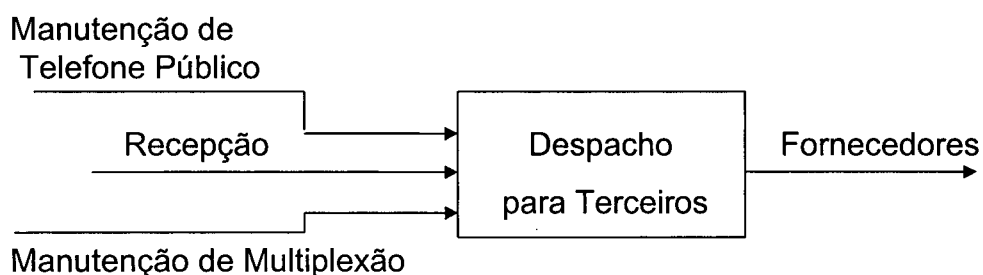 Manutenção de
Telefone Público
Recepção
Despacho
para Terceiros
Fornecedores
Manutenção de Multiplexão